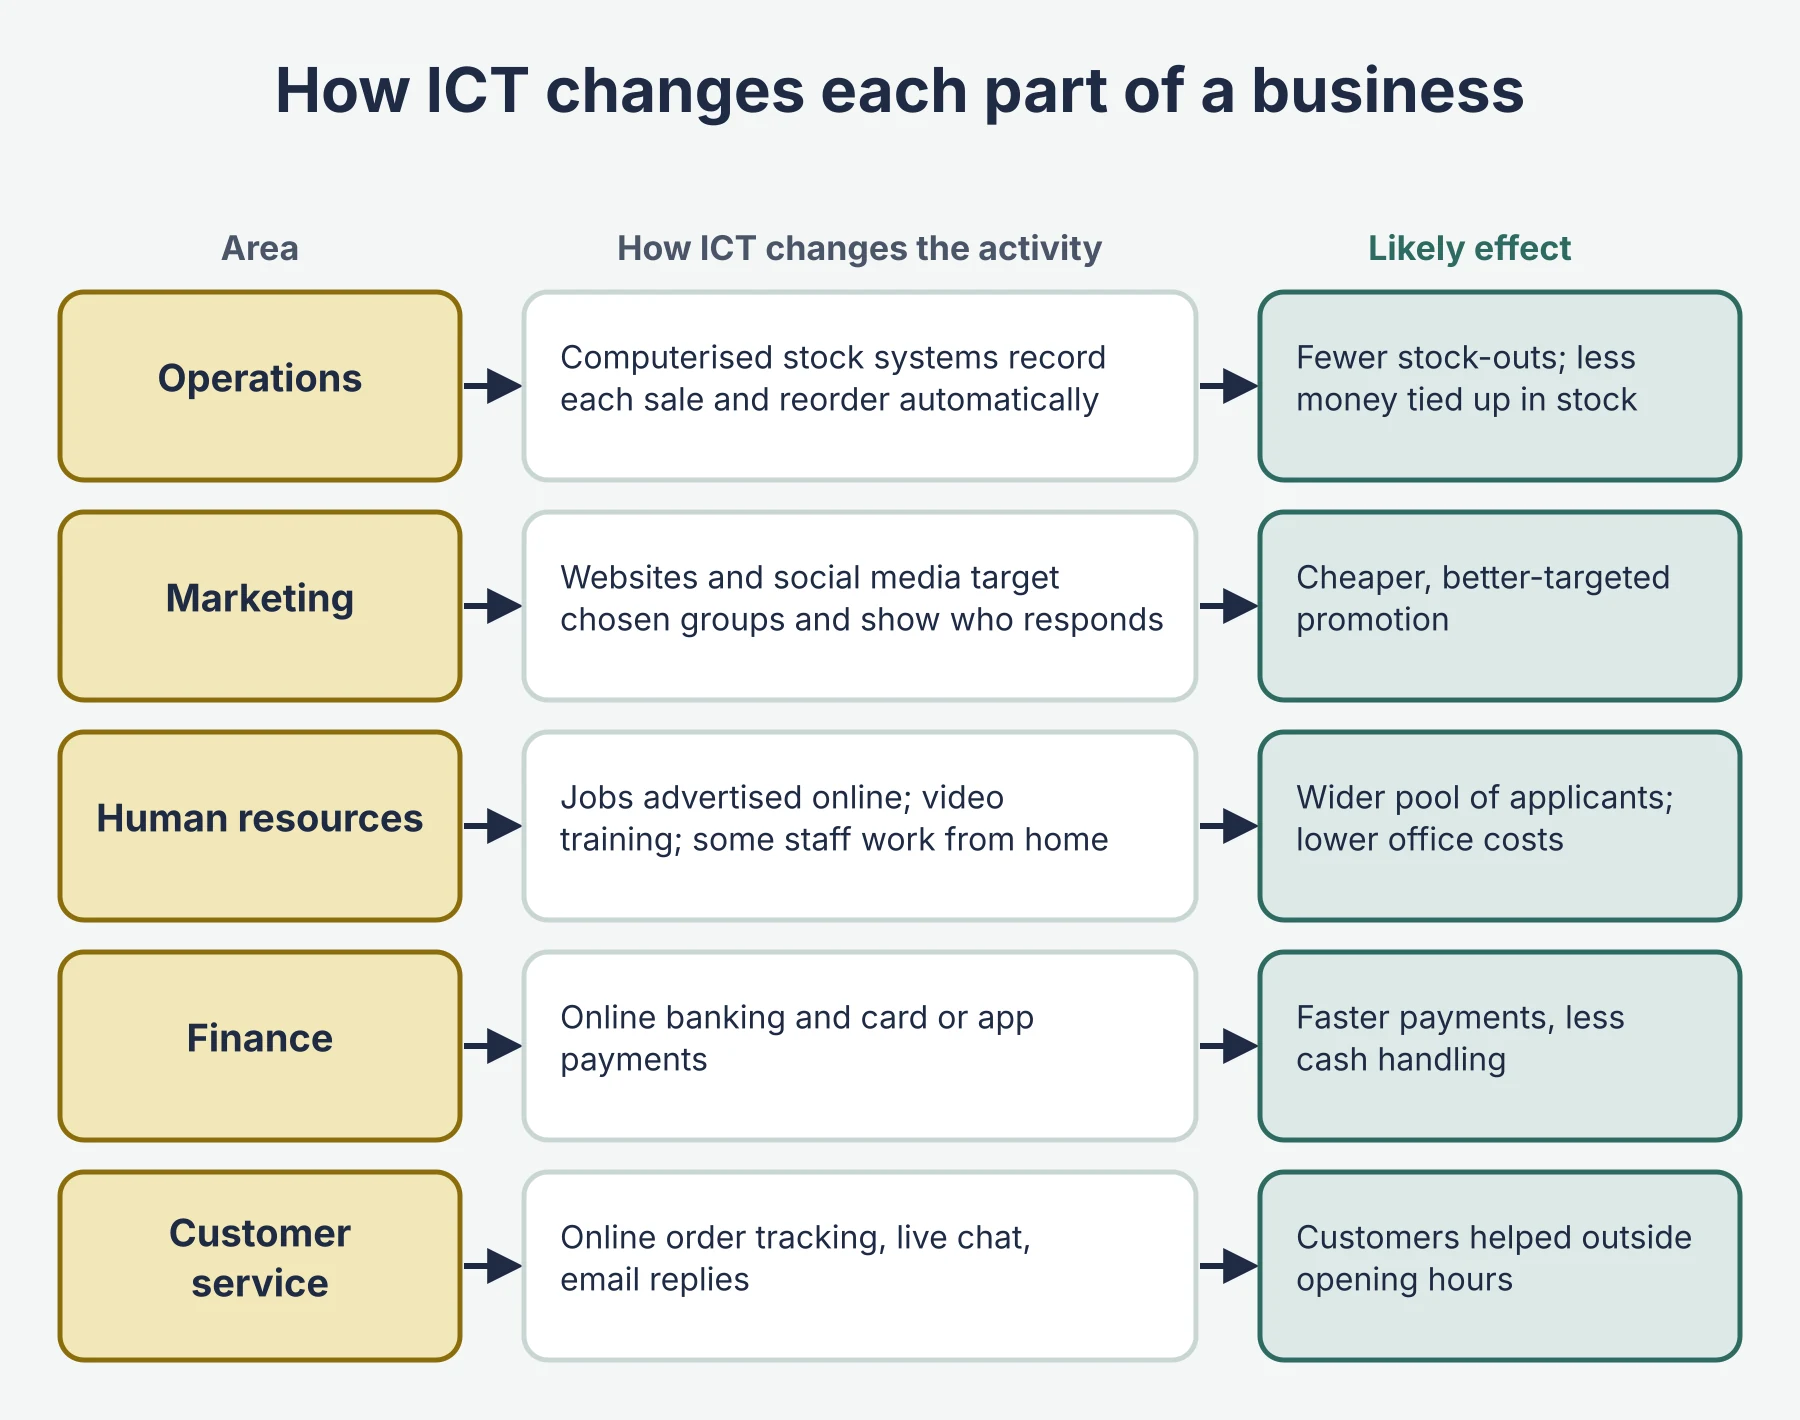 How ICT changes each part of a business
Area
How ICT changes the activity
Likely effect
Operations
Computerised stock systems record
each sale and reorder automatically
Fewer stock-outs; less
money tied up in stock
Marketing
Websites and social media target
chosen groups and show who responds
Cheaper, better-targeted
promotion
Human resources
Jobs advertised online; video
training; some staff work from home
Wider pool of applicants;
lower office costs
Finance
Online banking and card or app
payments
Faster payments, less
cash handling
Customer
service
Online order tracking, live chat,
email replies
Customers helped outside
opening hours